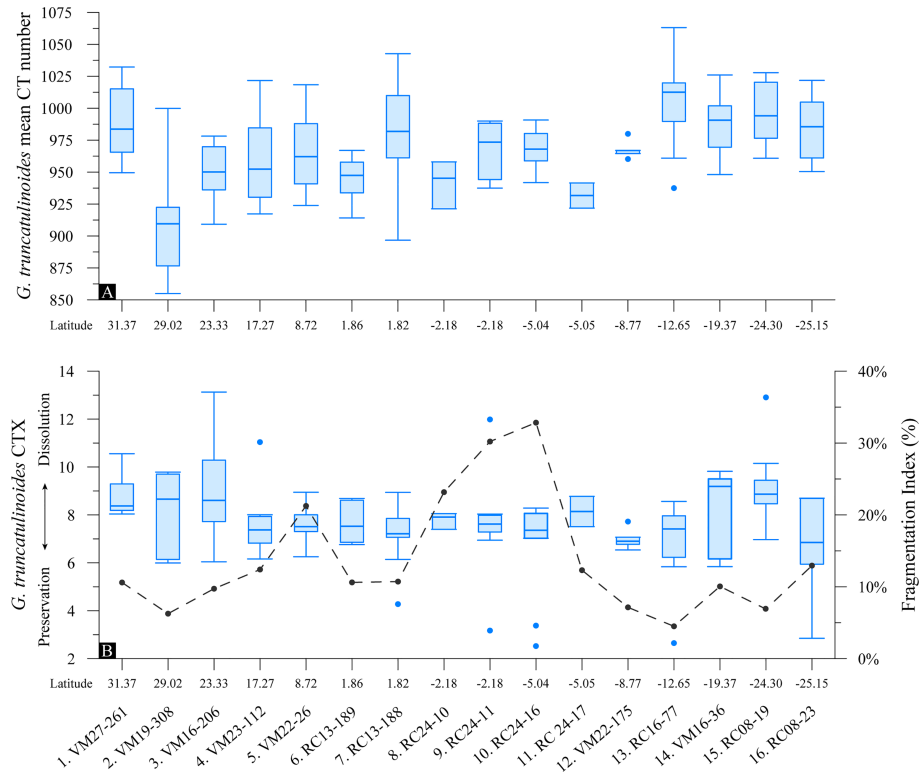 G. truncatulinoides mean CT number
1075
1050
1025
1000
975
950
925
900
875
850
A
Latitude 31.37 29.02 23.33 17.27 8.72 1.86 1.82 -2.18 -2.18 -5.04 -5.05 -8.77 -12.65 -19.37 -24.30 -25.15
G. truncatulinoides CTX
Preservation Dissolution
14
12
10
8
6
4
2
B
40%
30%
20%
10%
0%
Fragmentation Index (%)
Latitude 31.37 29.02 23.33 17.27 8.72 1.86 1.82 -2.18 -2.18 -5.04 -5.05 -8.77 -12.65 -19.37 -24.30 -25.15
1. VM27-261
2. VM19-308
3. VM16-206
4. VM23-112
5. VM22-26
6. RC13-189
7. RC13-188
8. RC24-10
9. RC24-11
10. RC24-16
11. RC 24-17
12. VM22-175
13. RC16-77
14. VM16-36
15. RC08-19
16. RC08-23